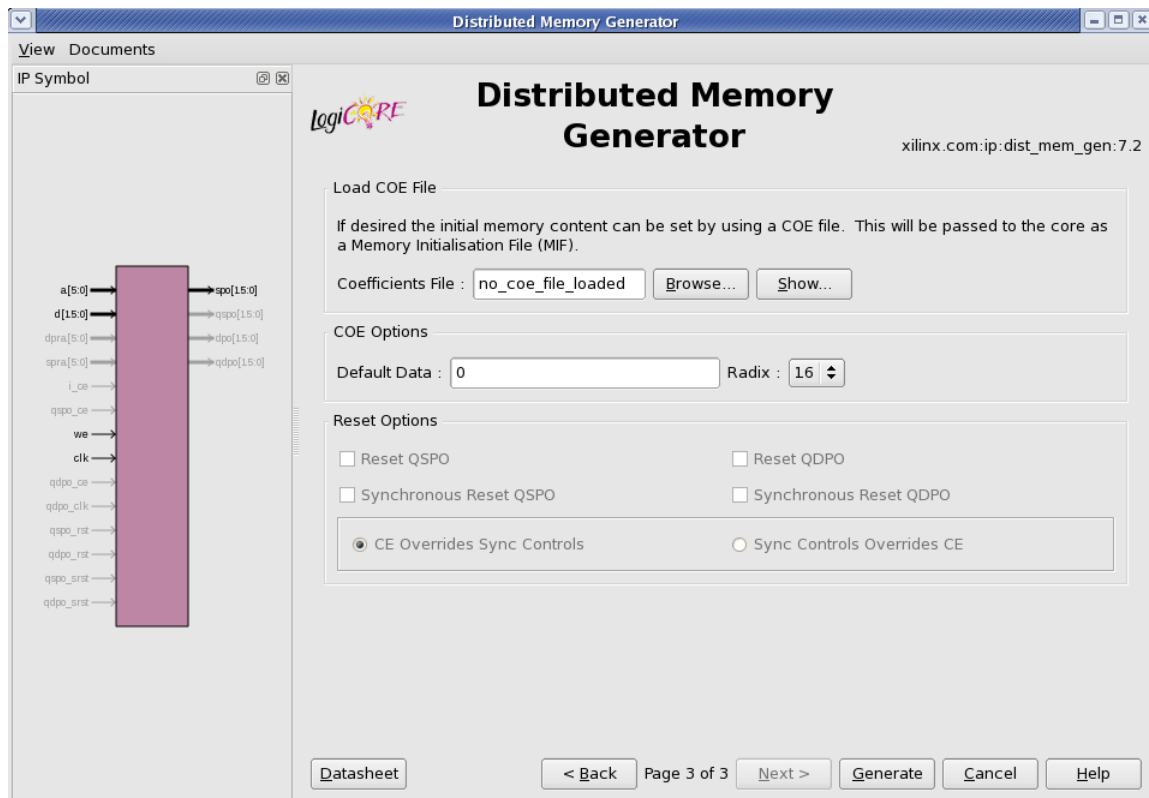 Distributed Memory Generator
View Documents
IP Symbol
a[5:0]
d[15:0]
dpra[5:0]
spra[5:0]
i_ce
qspo_ce
we
clk
qdpo_ce
qdpo_clk
qspo_rst
qdpo_rst
qspo_srst
qdpo_srst
spo[15:0]
qspo[15:0]
dpo[15:0]
qdpo[15:0]
LogiCORE
Distributed Memory
Generator
xilinx.com:ip:dist_mem_gen:7.2
Load COE File
If desired the initial memory content can be set by using a COE file. This will be passed to the core as
a Memory Initialisation File (MIF).
Coefficients File : no_coe_file_loaded Browse... Show...
COE Options
Default Data : 0 Radix : 16
Reset Options
Reset QSPO Reset QDPO
Synchronous Reset QSPO Synchronous Reset QDPO
CE Overrides Sync Controls Sync Controls Overrides CE
Datasheet < Back Page 3 of 3 Next > Generate Cancel Help